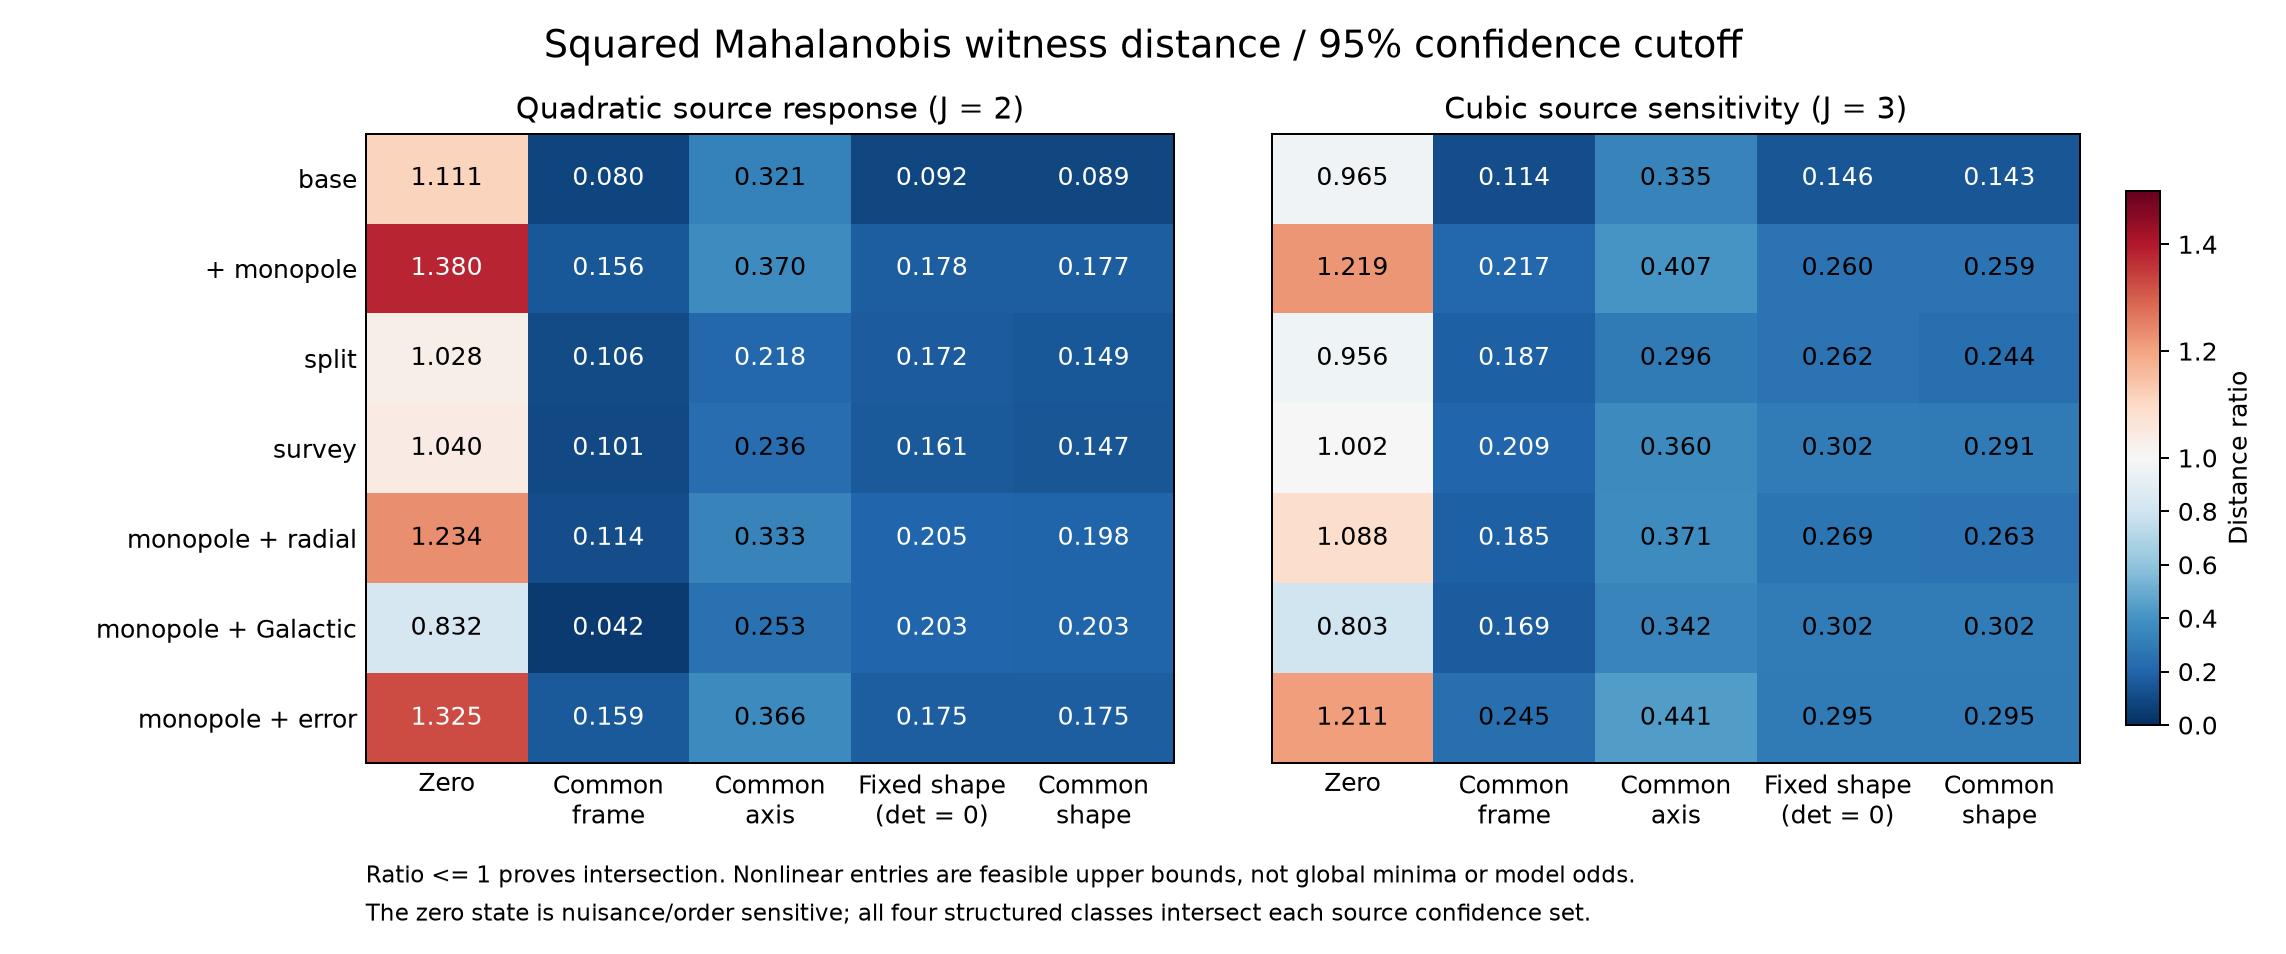 Squared Mahalanobis witness distance / 95% confidence cutoff
Quadratic source response (J = 2)
Cubic source sensitivity (J = 3)
base 1.111 0.080 0.321 0.092 0.089 0.965 0.114 0.335 0.146 0.143
+ monopole 1.380 0.156 0.370 0.178 0.177 1.219 0.217 0.407 0.260 0.259
split 1.028 0.106 0.218 0.172 0.149 0.956 0.187 0.296 0.262 0.244
survey 1.040 0.101 0.236 0.161 0.147 1.002 0.209 0.360 0.302 0.291
monopole + radial 1.234 0.114 0.333 0.205 0.198 1.088 0.185 0.371 0.269 0.263
monopole + Galactic 0.832 0.042 0.253 0.203 0.203 0.803 0.169 0.342 0.302 0.302
monopole + error 1.325 0.159 0.366 0.175 0.175 1.211 0.245 0.441 0.295 0.295
Zero Common Common Fixed shape Common Zero Common Common Fixed shape Common
frame axis (det = 0) shape frame axis (det = 0) shape
1.4
1.2
1.0
0.8
0.6
0.4
0.2
0.0
Distance ratio
Ratio <= 1 proves intersection. Nonlinear entries are feasible upper bounds, not global minima or model odds.
The zero state is nuisance/order sensitive; all four structured classes intersect each source confidence set.